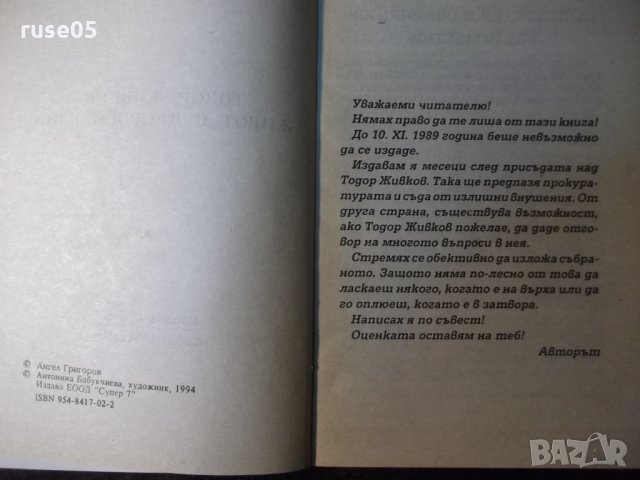 ruse05
© Ангел Григоров
© Антонина Бабукчиева, художник, 1994
Издава ЕООД "Супер 7"
ISBN 954-8417-02-2
Уважаеми читателю!
Нямах право да те лиша от тази книга!
До 10. XI. 1989 година беше невъзможно
да се издаде.
Издавам я месеци след присъдата над
Тодор Живков. Така ще предпазя прокура-
турата и съда от излишни внушения. От
друга страна, съществува възможност,
ако Тодор Живков пожелае, да даде отго-
вор на многото въпроси в нея.
Стремях се обективно да изложа събра-
ното. Защото няма по-лесно от това да
ласкаеш някого, когато е на върха или да
го оплюеш, когато е в затвора.
Написах я по съвест!
Оценката оставям на теб!
Авторът
BAZAR